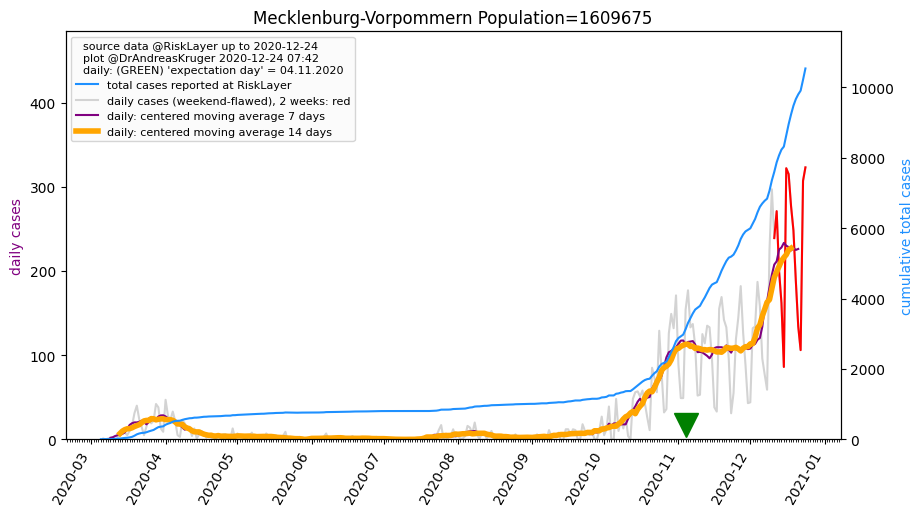 Mecklenburg-Vorpommern Population=1609675
source data @RiskLayer up to 2020-12-24
plot @DrAndreasKruger 2020-12-24 07:42
daily: (GREEN) 'expectation day' = 04.11.2020
total cases reported at RiskLayer
daily cases (weekend-flawed), 2 weeks: red
daily: centered moving average 7 days
daily: centered moving average 14 days
daily cases
400
300
200
100
0
cumulative total cases
10000
8000
6000
4000
2000
0
2020-03
2020-04
2020-05
2020-06
2020-07
2020-08
2020-09
2020-10
2020-11
2020-12
2021-01